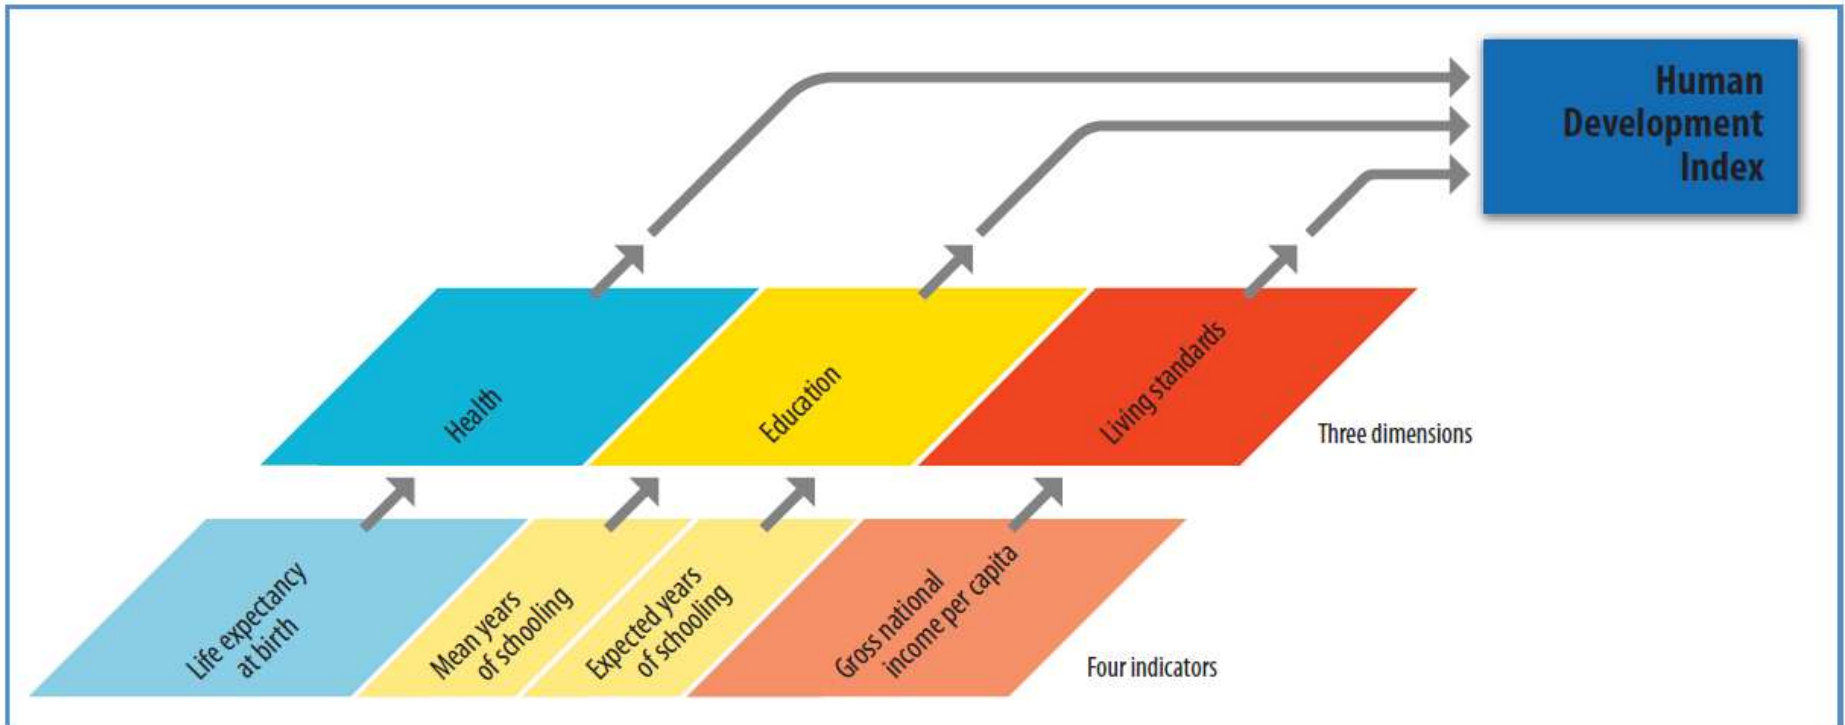 Human
Development
Index
Health
Education
Living standards
Three dimensions
Life expectancy
at birth
Mean years
of schooling
Expected years
of schooling
Gross national
income per capita
Four indicators